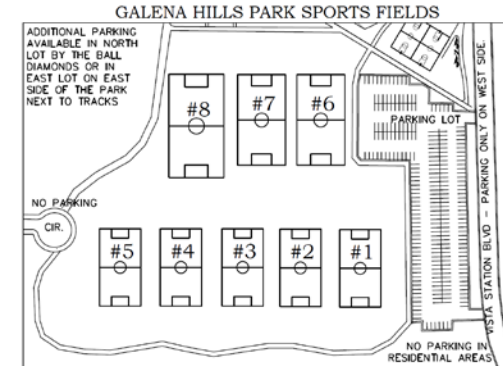 GALENA HILLS PARK SPORTS FIELDS
ADDITIONAL PARKING
AVAILABLE IN NORTH
LOT BY THE BALL
DIAMONDS OR IN
EAST LOT ON EAST
SIDE OF THE PARK
NEXT TO TRACKS
#8
#7
#6
PARKING LOT
NO PARKING
CIR.
#5
#4
#3
#2
#1
VISTA STATION BLVD - PARKING ONLY ON WEST SIDE.
NO PARKING IN
RESIDENTIAL AREAS